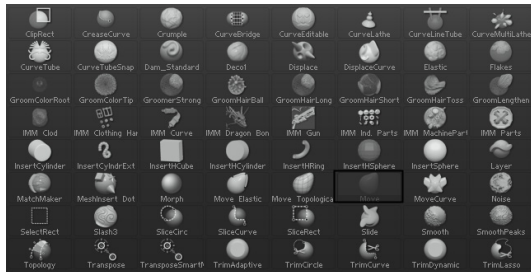 ClipRect CreaseCurve Crumple CurveBridge CurveEditable CurveLathe CurveLineTube CurveMultiLathe
CurveTube CurveTubeSnap Dam_Standard Deco1 Displace DisplaceCurve Elastic Flakes
GroomColorRoot GroomColorTip GroomerStrong GroomHairBall GroomHairLong GroomHairShort GroomHairToss GroomLengthen
IMM Clod IMM Clothing Har IMM Curve IMM Dragon Bon IMM Gun IMM Ind. Parts IMM MachinePart IMM Parts
InsertCylinder InsertCylndrExt InsertHCube InsertHCylinder InsertHRing InsertHSphere InsertSphere Layer
MatchMaker MeshInsert Dot Morph Move Elastic Move Topologica Move MoveCurve Noise
SelectRect Slash3 SliceCirc SliceCurve SliceRect Slide Smooth SmoothPeaks
Topology Transpose TransposeSmartM TrimAdaptive TrimCircle TrimCurve TrimDynamic TrimLasso